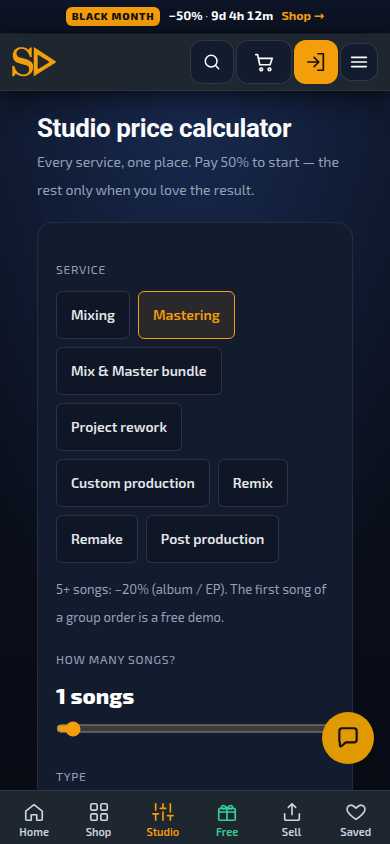 BLACK MONTH −50% · 9d 4h 12m Shop →
S
Studio price calculator
Every service, one place. Pay 50% to start — the
rest only when you love the result.
SERVICE
Mixing Mastering
Mix & Master bundle
Project rework
Custom production Remix
Remake Post production
5+ songs: −20% (album / EP). The first song of
a group order is a free demo.
HOW MANY SONGS?
1 songs
TYPE
Home Shop Studio Free Sell Saved